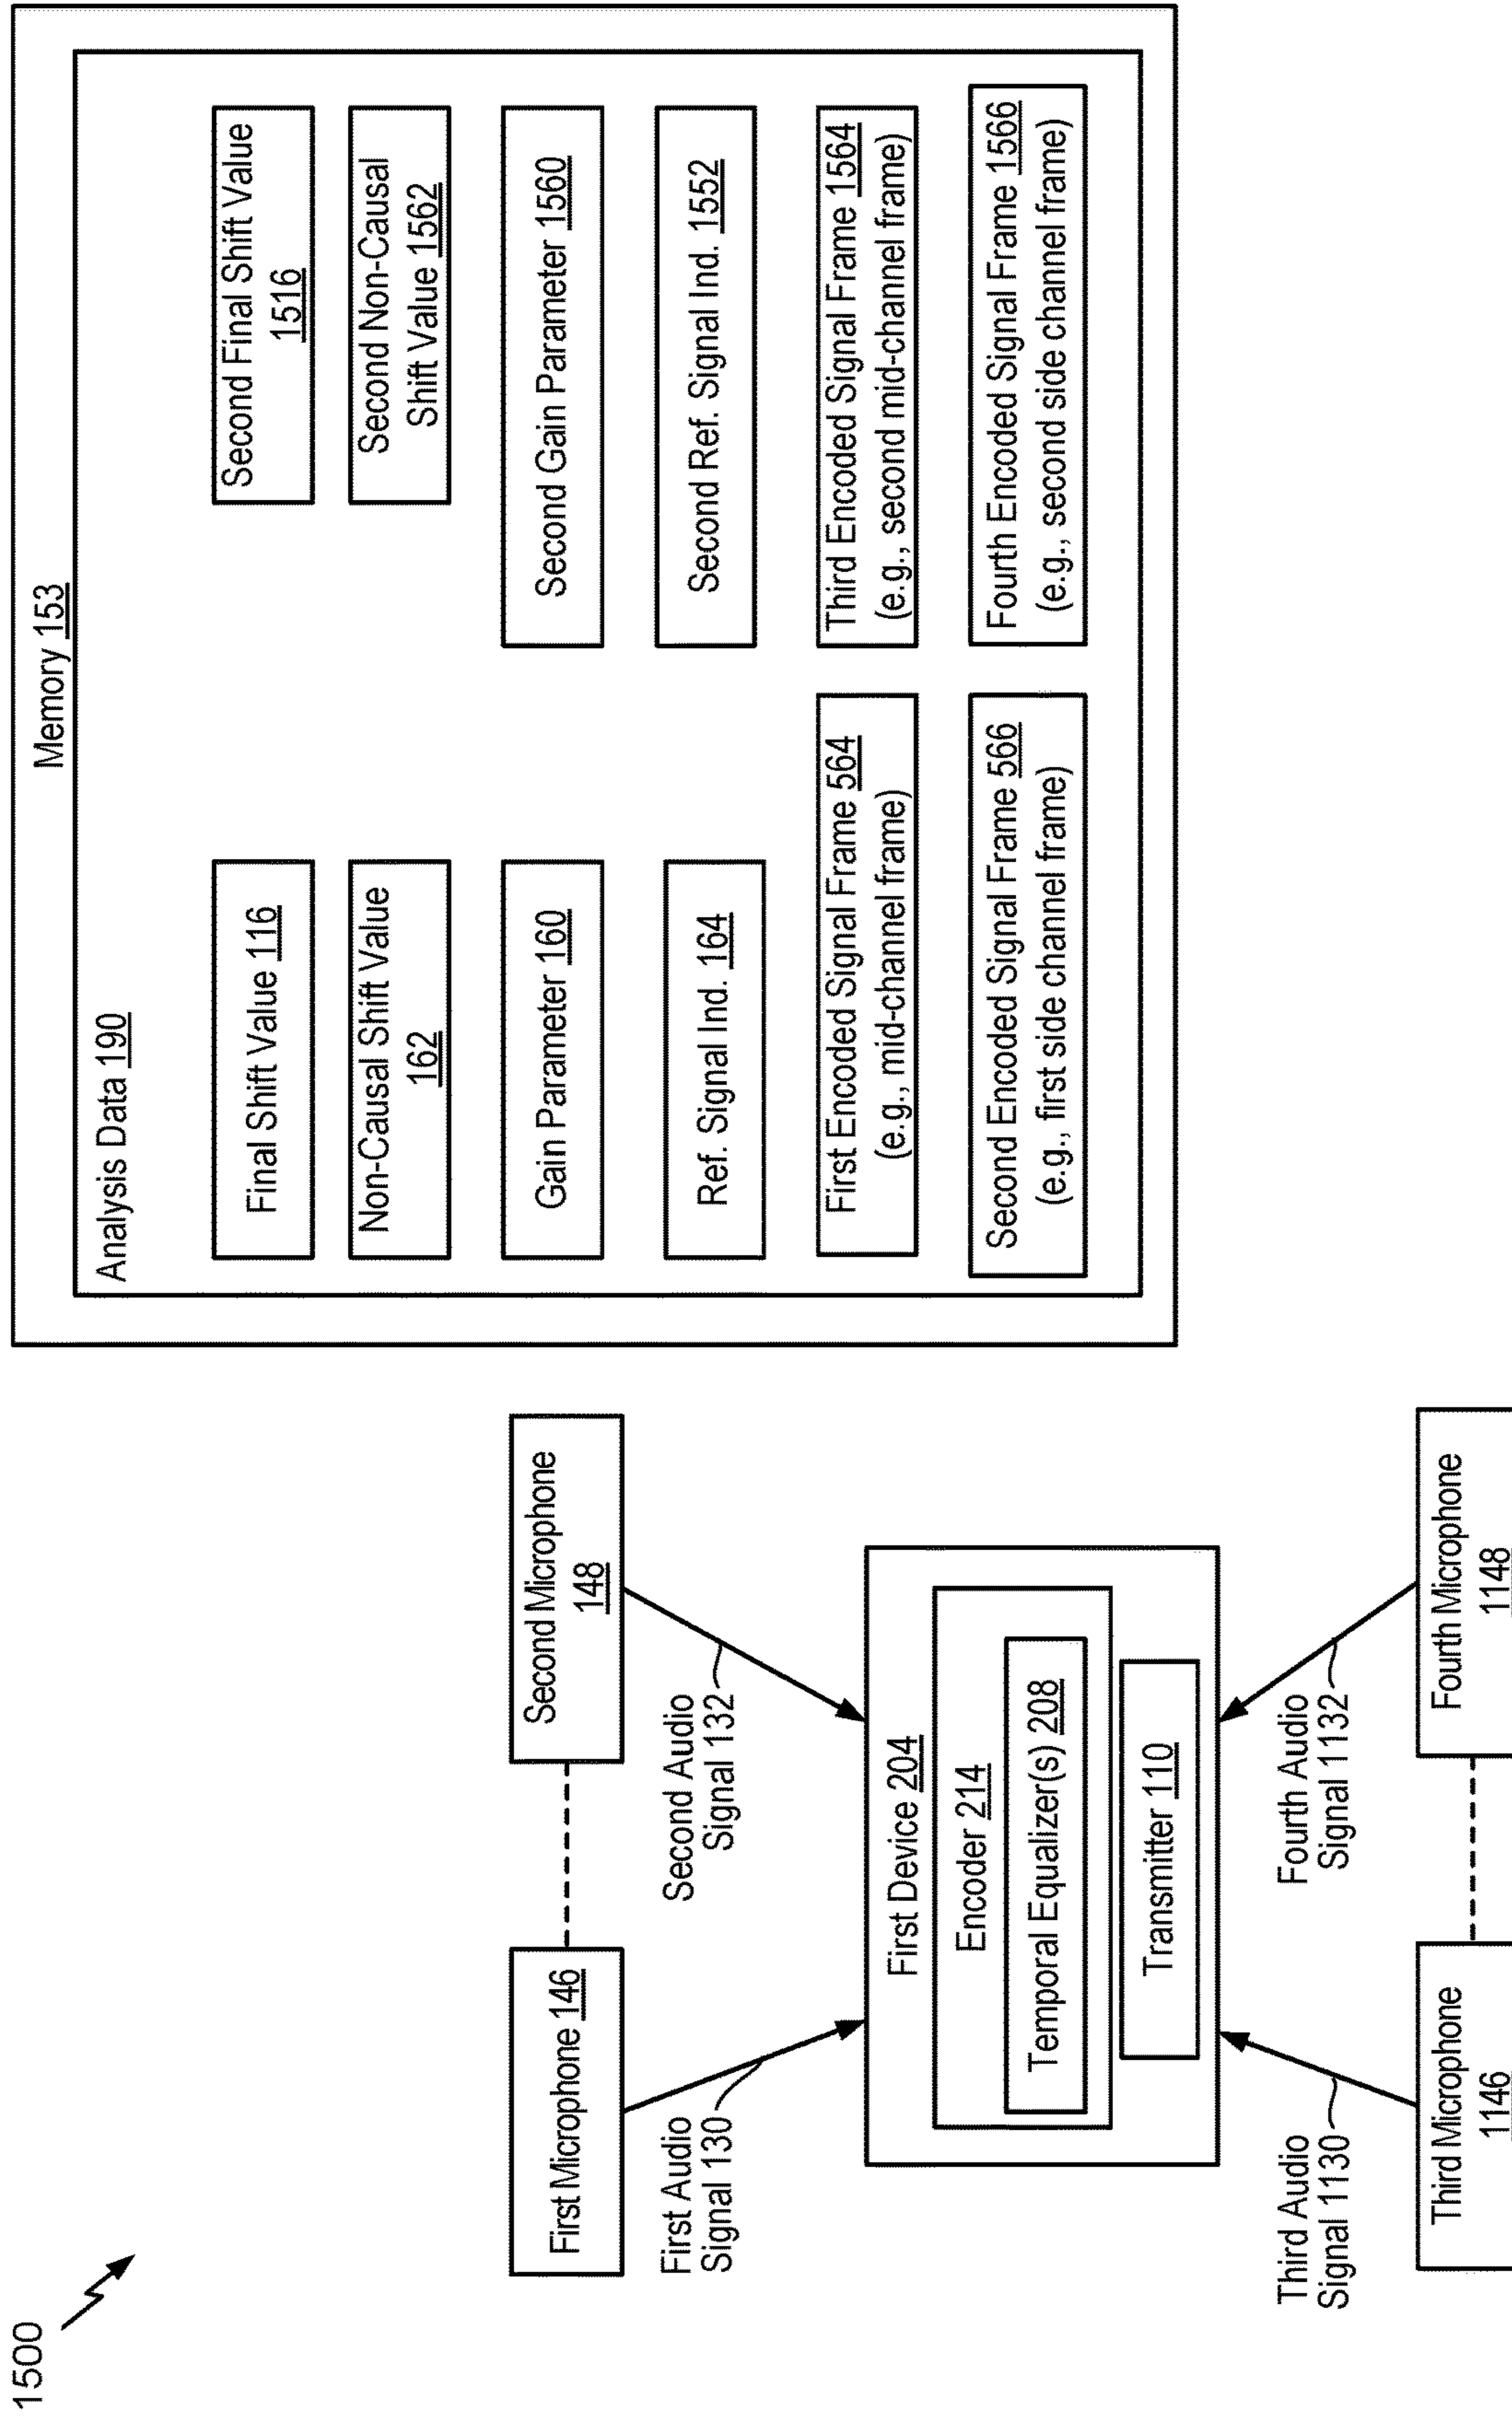 1500
First Microphone 146
Second Microphone
148
First Audio
Signal 130
Second Audio
Signal 132
First Device 204
Encoder 214
Temporal Equalizer(s) 208
Transmitter 110
Third Audio
Signal 1130
Fourth Audio
Signal 1132
Third Microphone
1146
Fourth Microphone
1148
Memory 153
Analysis Data 190
Final Shift Value 116
Second Final Shift Value
1516
Non-Causal Shift Value
162
Second Non-Causal
Shift Value 1562
Gain Parameter 160
Second Gain Parameter 1560
Ref. Signal Ind. 164
Second Ref. Signal Ind. 1552
First Encoded Signal Frame 564
(e.g., mid-channel frame)
Third Encoded Signal Frame 1564
(e.g., second mid-channel frame)
Second Encoded Signal Frame 566
(e.g., first side channel frame)
Fourth Encoded Signal Frame 1566
(e.g., second side channel frame)